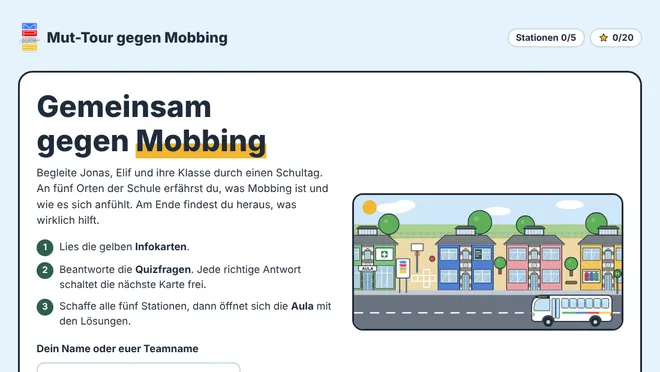 Mut-Tour gegen Mobbing
Stationen 0/5
0/20
Gemeinsam
gegen Mobbing
Begleite Jonas, Elif und ihre Klasse durch einen Schultag.
An fünf Orten der Schule erfährst du, was Mobbing ist und
wie es sich anfühlt. Am Ende findest du heraus, was
wirklich hilft.
1 Lies die gelben Infokarten.
2 Beantworte die Quizfragen. Jede richtige Antwort
schaltet die nächste Karte frei.
3 Schaffe alle fünf Stationen, dann öffnet sich die Aula mit
den Lösungen.
AULA
Dein Name oder euer Teamname